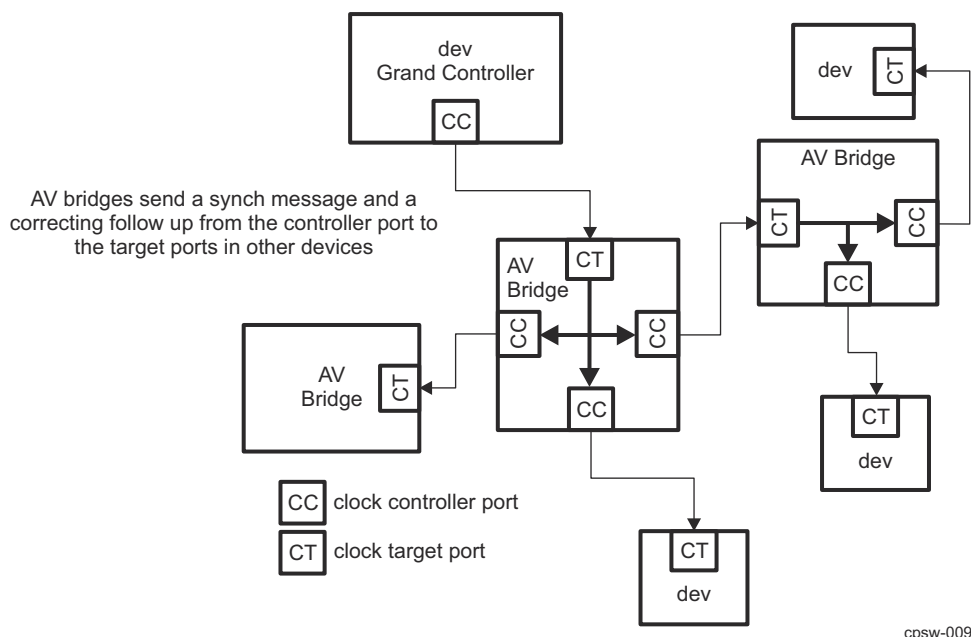 dev
Grand Controller
CC
dev
CT
AV Bridge
CT
CC
CC
AV bridges send a synch message and a
correcting follow up from the controller port to
the target ports in other devices
CT
AV
Bridge
CC
CC
CC
AV
Bridge
CT
CT
dev
CC clock controller port
CT clock target port
CT
dev
cpsw-009